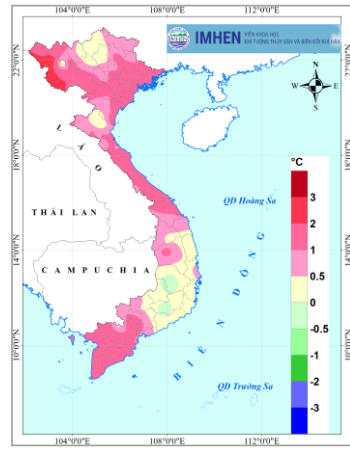 104°0'0"E 108°0'0"E 112°0'0"E
IMHEN
VIỆN KHOA HỌC
KHÍ TƯỢNG THỦY VĂN VÀ BIẾN ĐỔI KHÍ HẬU
22°0'0"N
N
W E
S
18°0'0"N
LÀO
°C
3
2
1
0.5
0
-0.5
-1
-2
-3
THÁI LAN
QĐ Hoàng Sa
14°0'0"N
CAMPUCHIA
BIỂN ĐÔNG
10°0'0"N
QĐ Trường Sa
104°0'0"E 108°0'0"E 112°0'0"E